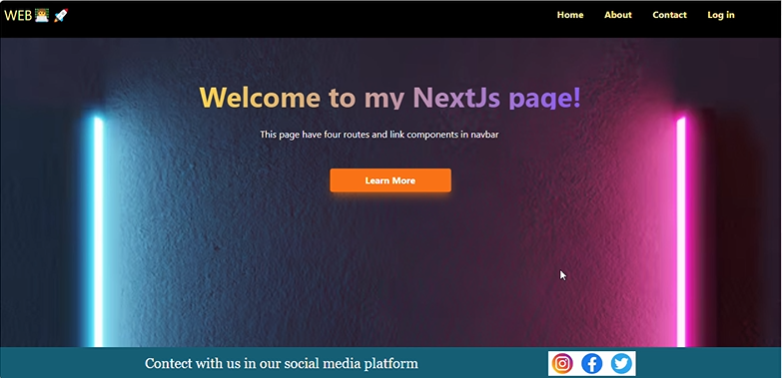 WEB
Home About Contact Log in
Welcome to my NextJs page!
This page have four routes and link components in navbar
Learn More
Contect with us in our social media platform